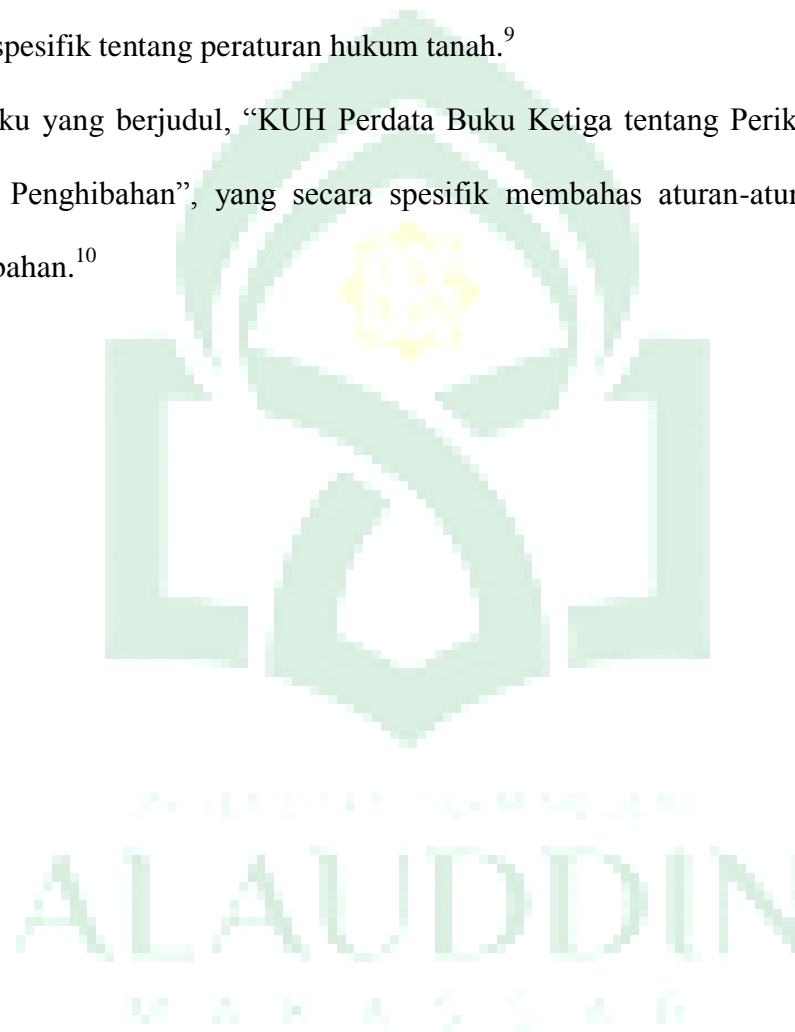 spesifik tentang peraturan hukum tanah.9
ku yang berjudul, “KUH Perdata Buku Ketiga tentang Perik
Penghibahan”, yang secara spesifik membahas aturan-atur
bahan.10
ALAUDDIN
M A K A S S A R